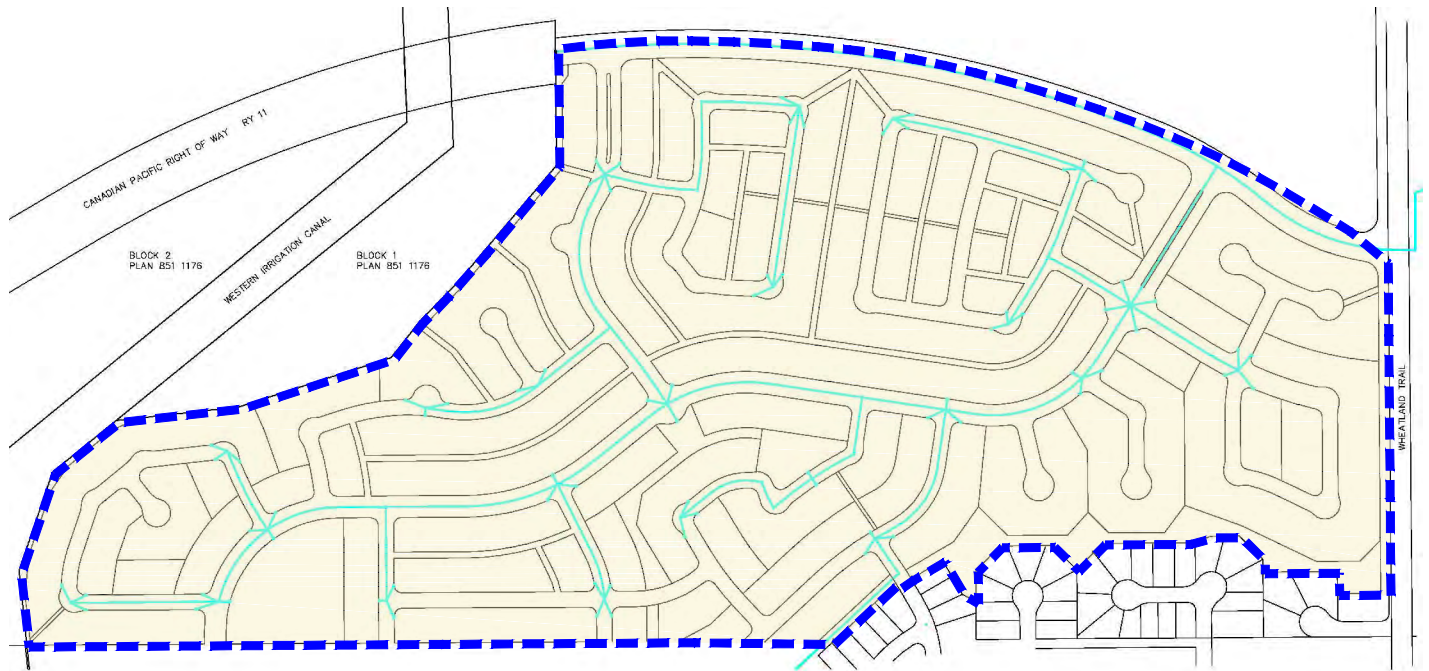 CANADIAN PACIFIC RIGHT OF WAY RY 11
WESTERN IRRIGATION CANAL
BLOCK 2
PLAN 851 1176
BLOCK 1
PLAN 851 1176
WHEATLAND TRAIL